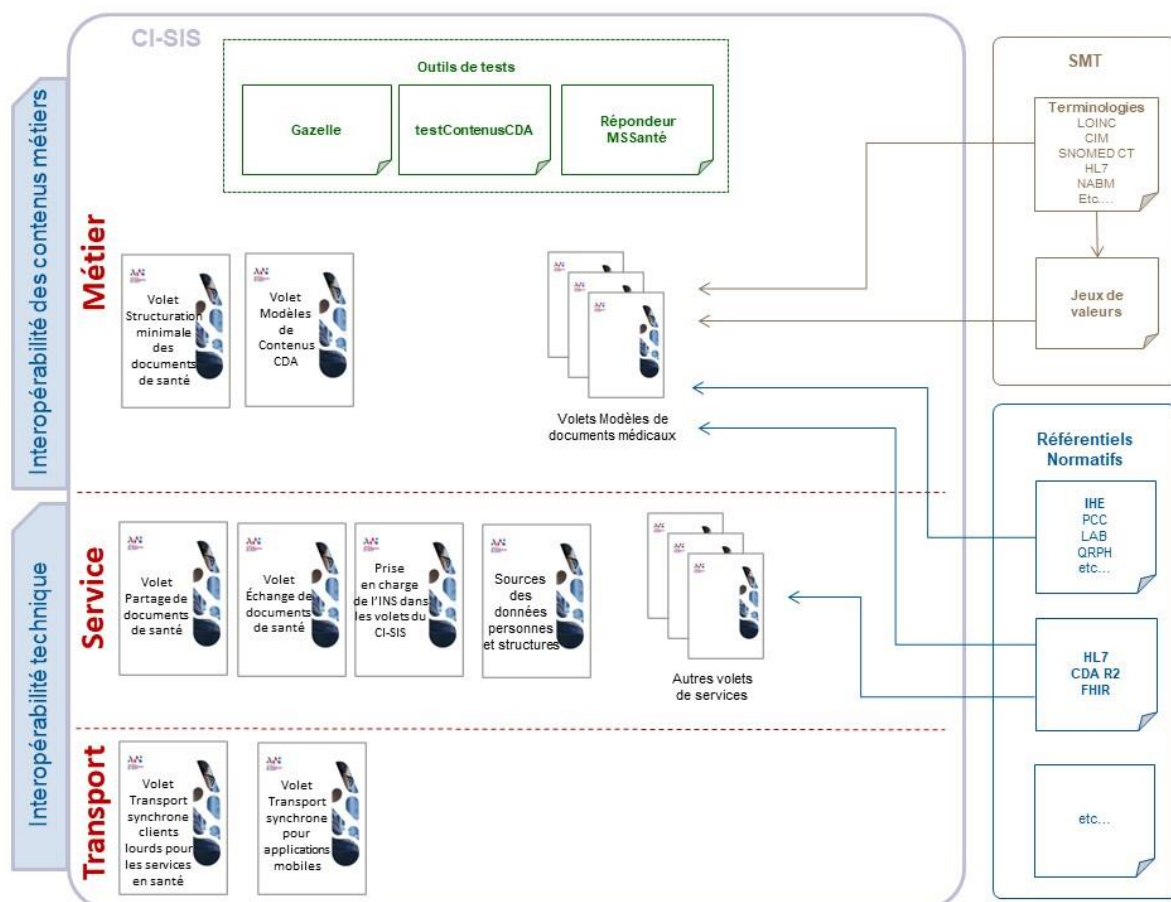 CI-SIS
Interopérabilité des contenus métiers
Métier
Outils de tests
Gazelle
testContenusCDA
Répondeur
MSSanté
Volet
Structuration
minimale
des
documents
de santé
Volet
Modèles
de
Contenus
CDA
Volets Modèles de
documents médicaux
Interopérabilité technique
Service
Volet
Partage de
documents
de santé
Volet
Échange de
documents
de santé
Prise
en charge
de l'INS dans
les volets du
CI-SIS
Sources
des
données
personnes
et structures
Autres volets
de services
Transport
Volet
Transport
synchrone
clients
lourds pour
les services
en santé
Volet
Transport
synchrone
pour
applications
mobiles
SMT
Terminologies
LOINC
CIM
SNOMED CT
HL7
NABM
Etc....
Jeux de
valeurs
Référentiels
Normatifs
IHE
PCC
LAB
QRPH
etc...
HL7
CDA R2
FHIR
etc...